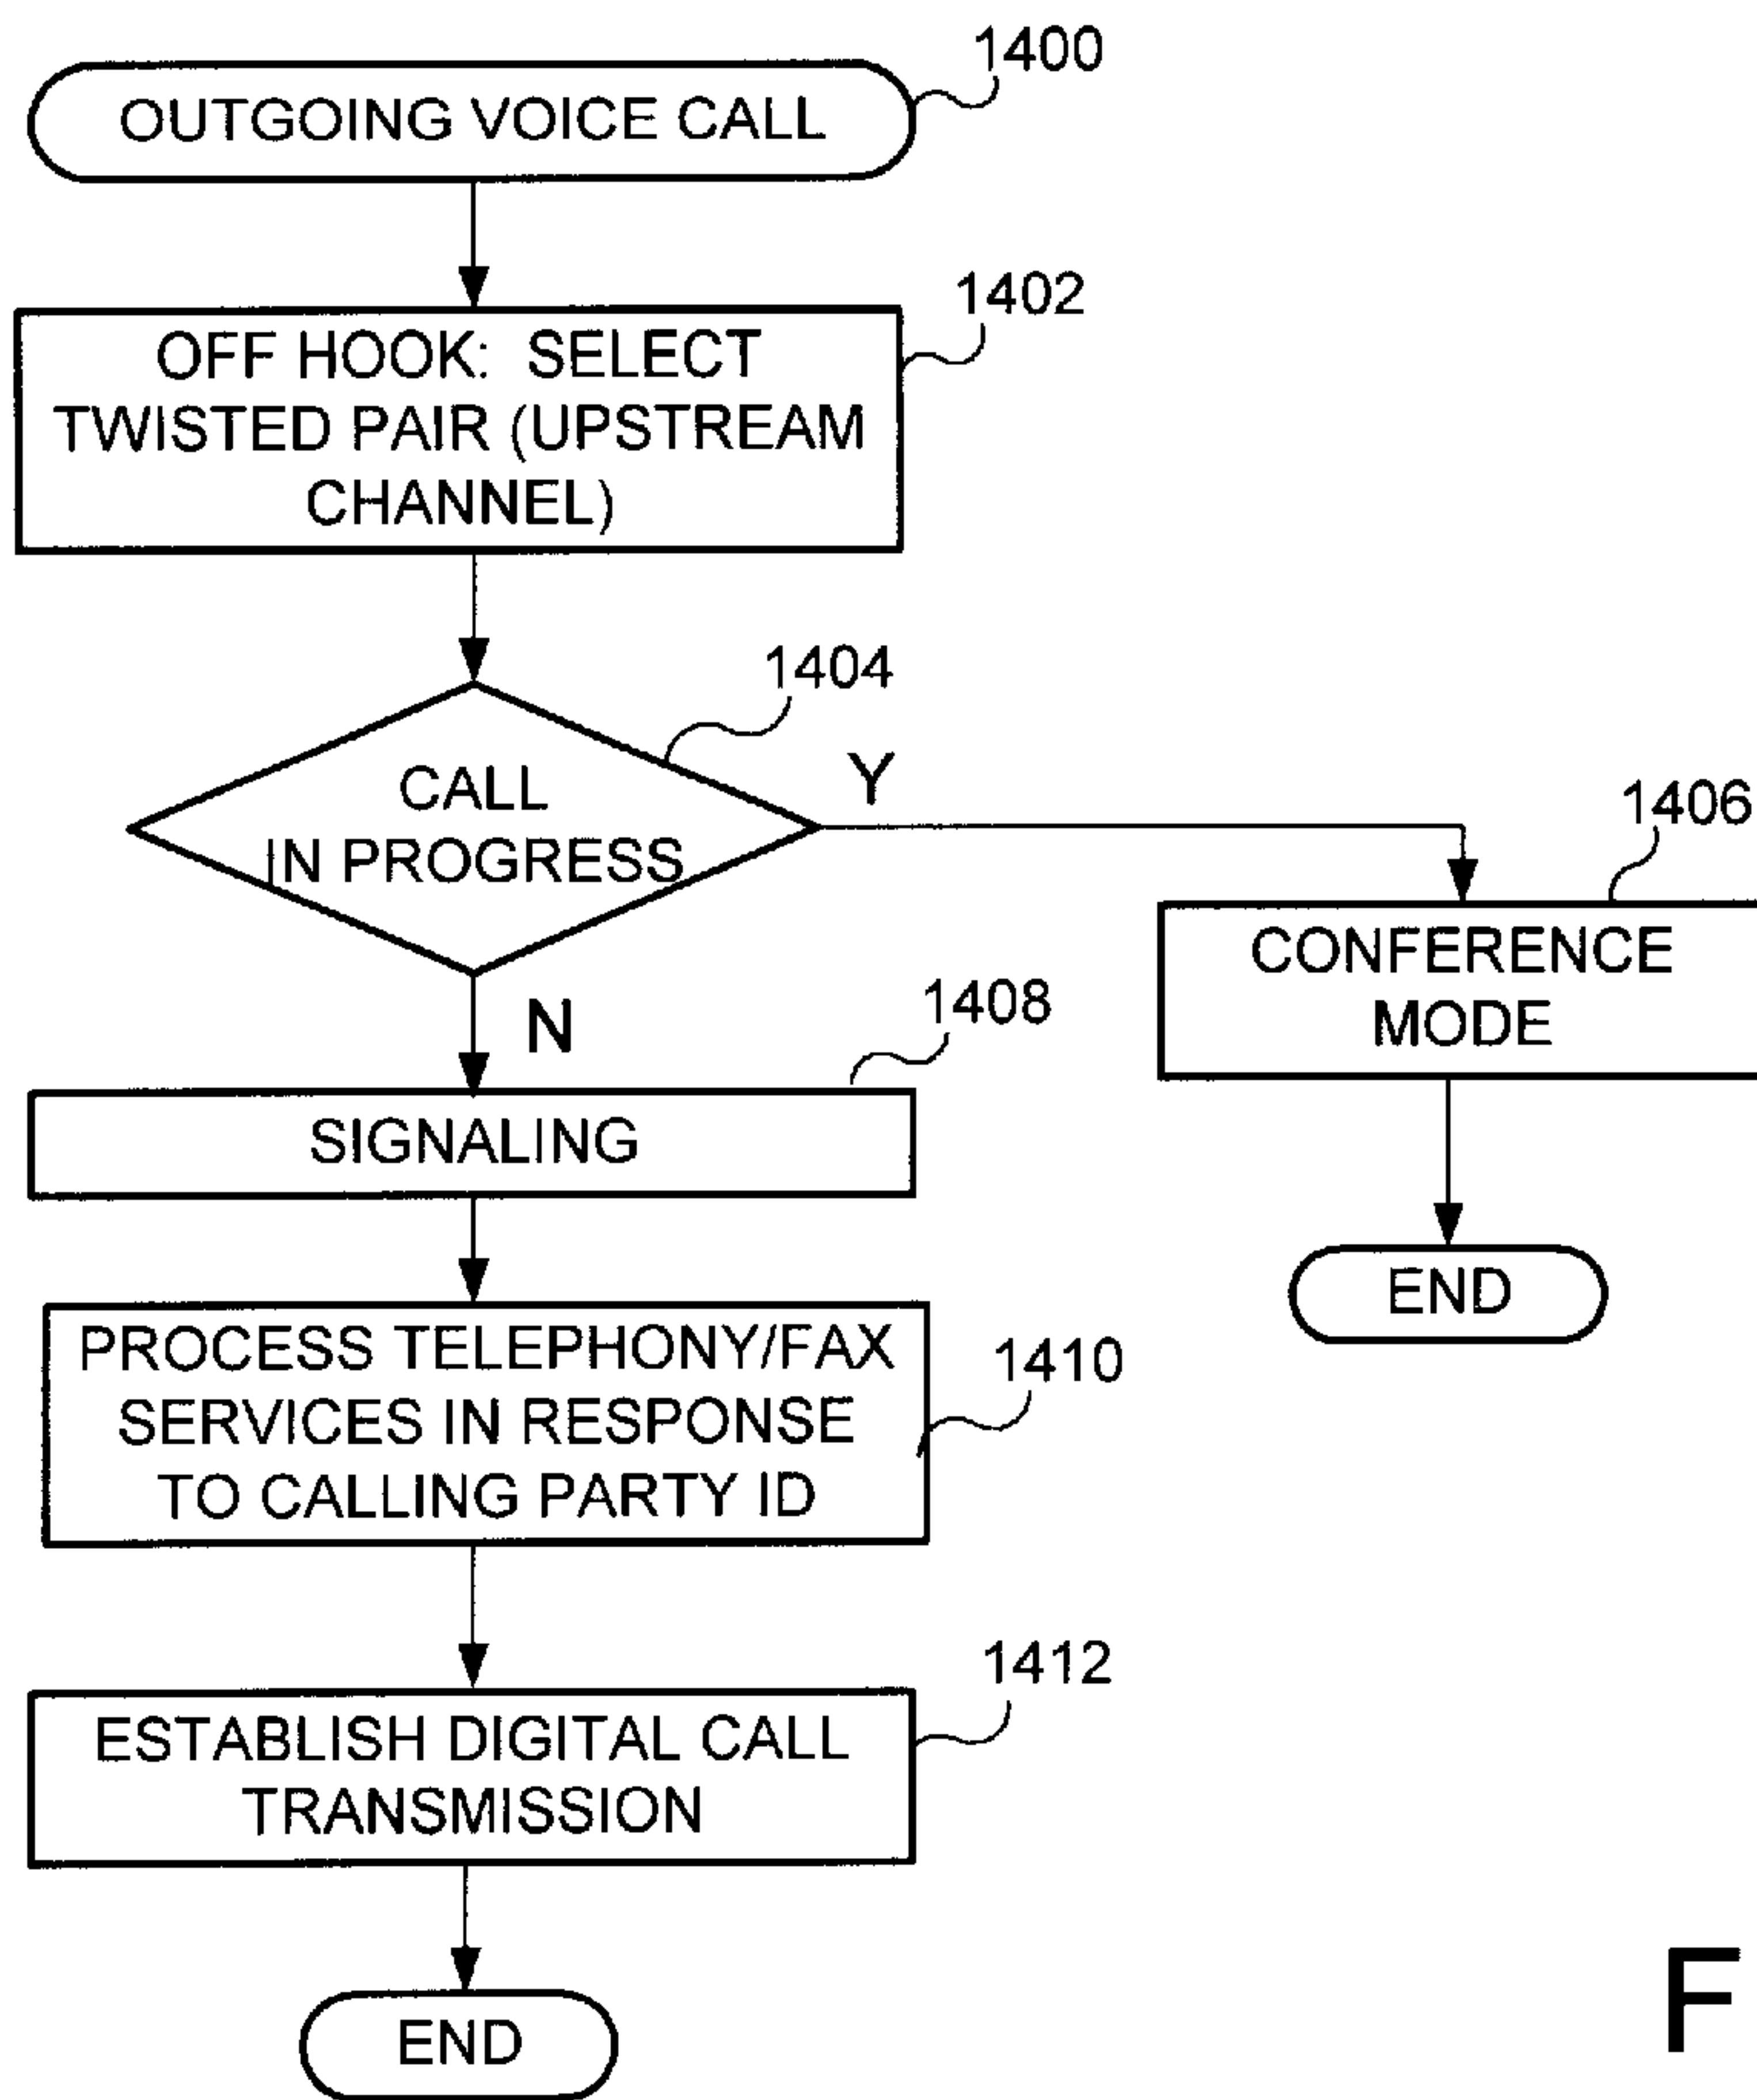 1400
OUTGOING VOICE CALL
1402
OFF HOOK: SELECT
TWISTED PAIR (UPSTREAM
CHANNEL)
1404
CALL
IN PROGRESS
Y
1406
CONFERENCE
MODE
END
N
1408
SIGNALING
1410
PROCESS TELEPHONY/FAX
SERVICES IN RESPONSE
TO CALLING PARTY ID
1412
ESTABLISH DIGITAL CALL
TRANSMISSION
END
F